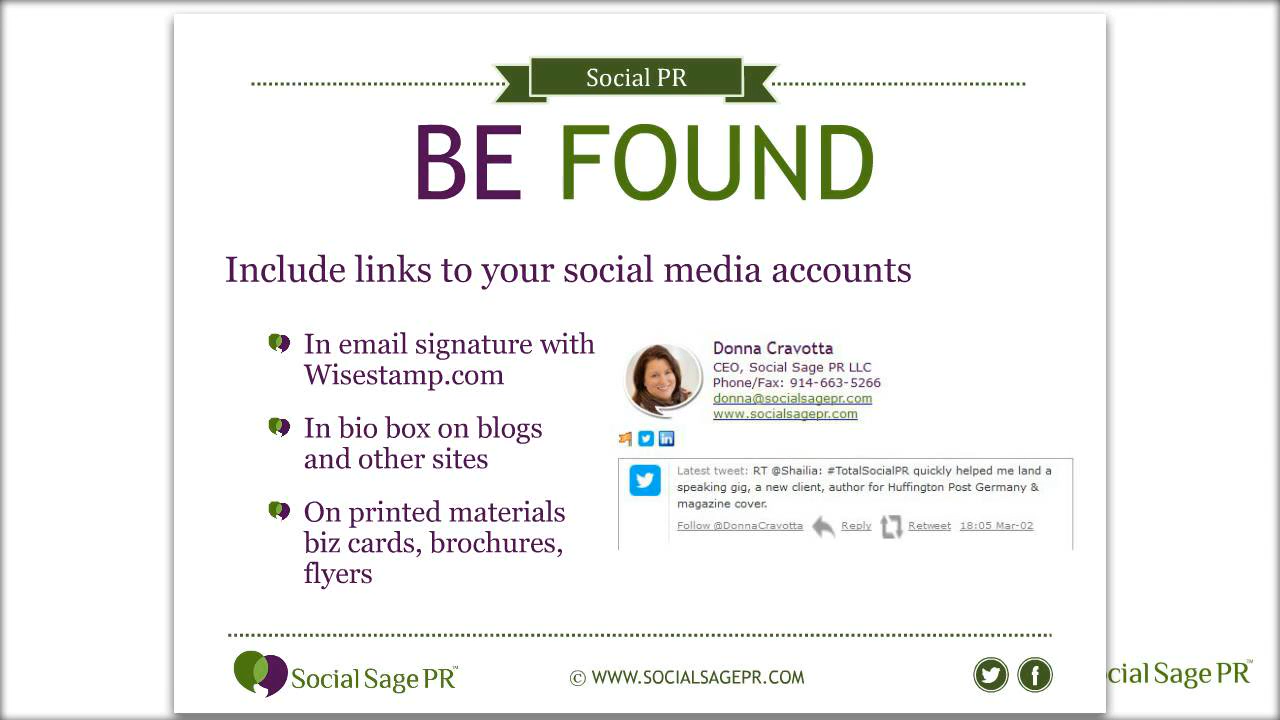 Social PR
BE FOUND
Include links to your social media accounts
In email signature with
Wisestamp.com
In bio box on blogs
and other sites
On printed materials
biz cards, brochures,
flyers
Donna Cravotta
CEO, Social Sage PR LLC
Phone/Fax: 914-663-5266
donna@socialsagepr.com
www.socialsagepr.com
in
Latest tweet: RT @Shailia: #TotalSocialPR quickly helped me land a
speaking gig, a new client, author for Huffington Post Germany &
magazine cover.
Follow @DonnaCravotta Reply Retweet 18:05 Mar-02
Social Sage PR™
© WWW.SOCIALSAGEPR.COM
f
cial Sage PR™